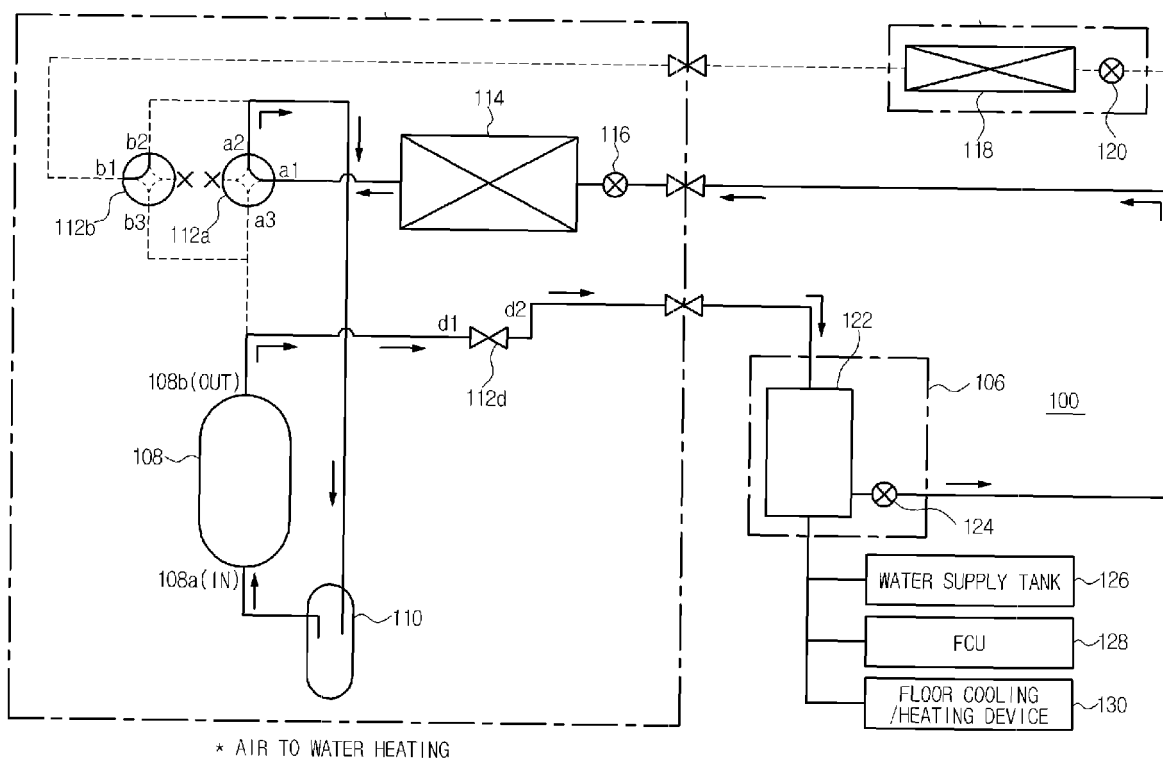 114
116
118
120
b2
a2
b1
a1
112b
b3
112a
a3
d1
d2
112d
122
106
100
108b(OUT)
108
124
108a(IN)
110
WATER SUPPLY TANK
126
FCU
128
FLOOR COOLING
/HEATING DEVICE
130
* AIR TO WATER HEATING